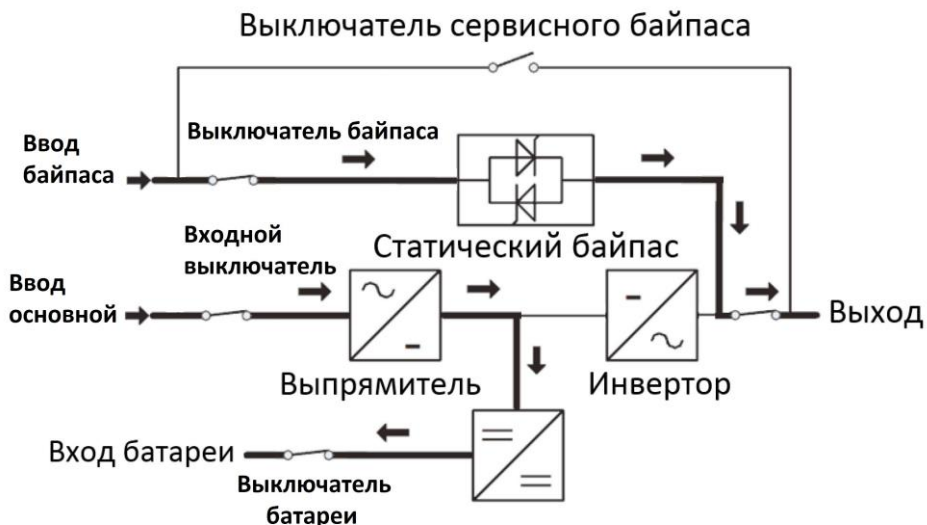 Выключатель сервисного байпаса
Ввод
байпаса
Выключатель байпаса
Статический байпас
Ввод
основной
Входной
выключатель
Выпрямитель
Инвертор
Выход
Вход батареи
Выключатель
батареи